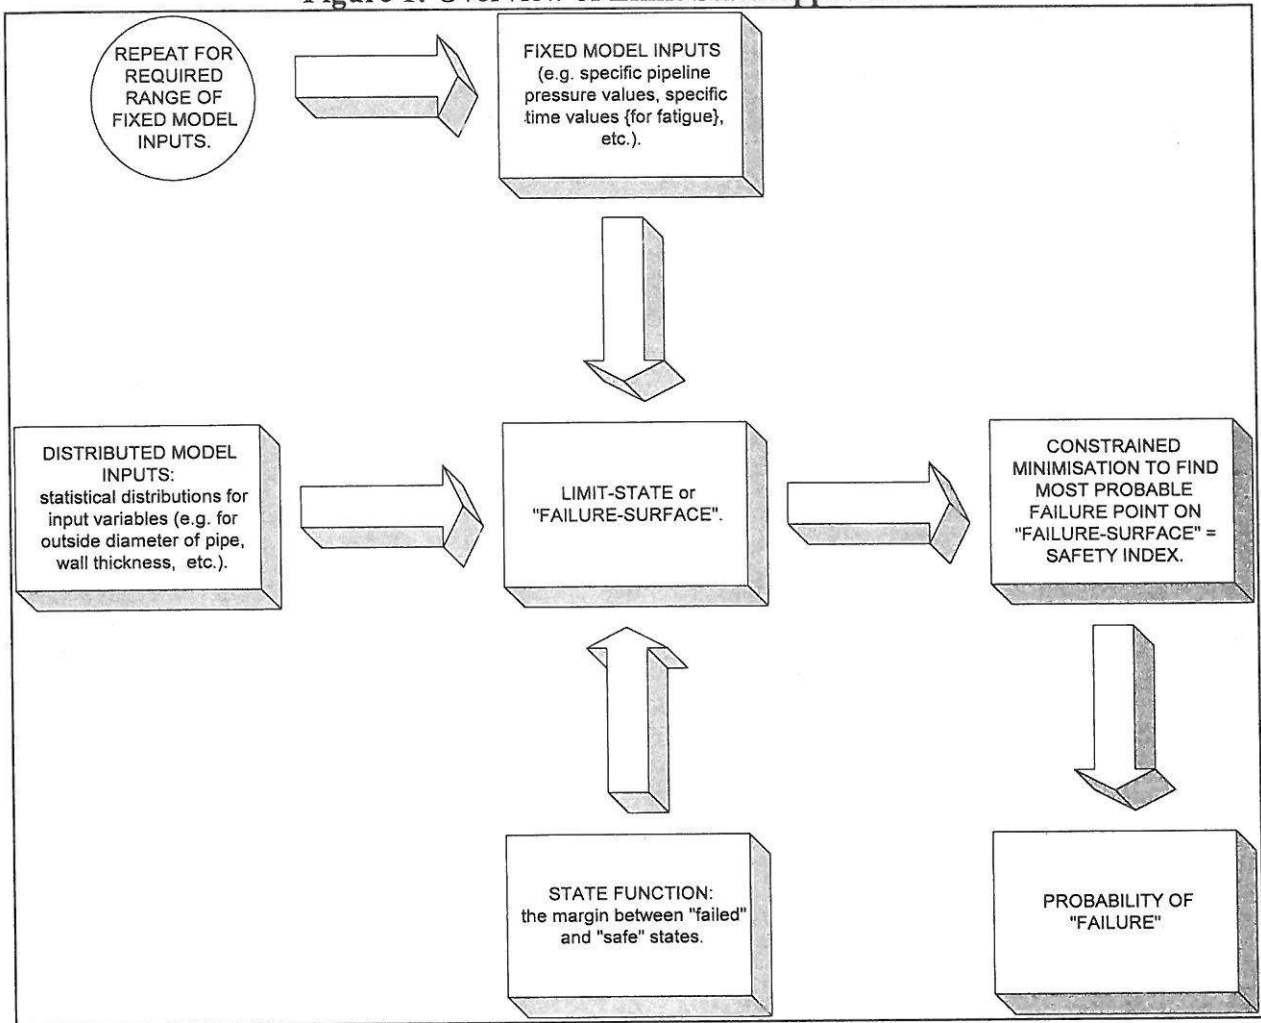 REPEAT FOR
REQUIRED
RANGE OF
FIXED MODEL
INPUTS.
FIXED MODEL INPUTS
(e.g. specific pipeline
pressure values, specific
time values {for fatigue},
etc.).
DISTRIBUTED MODEL
INPUTS:
statistical distributions for
input variables (e.g. for
outside diameter of pipe,
wall thickness, etc.).
LIMIT-STATE or
"FAILURE-SURFACE".
CONSTRAINED
MINIMISATION TO FIND
MOST PROBABLE
FAILURE POINT ON
"FAILURE-SURFACE" =
SAFETY INDEX.
STATE FUNCTION:
the margin between "failed"
and "safe" states.
PROBABILITY OF
"FAILURE"